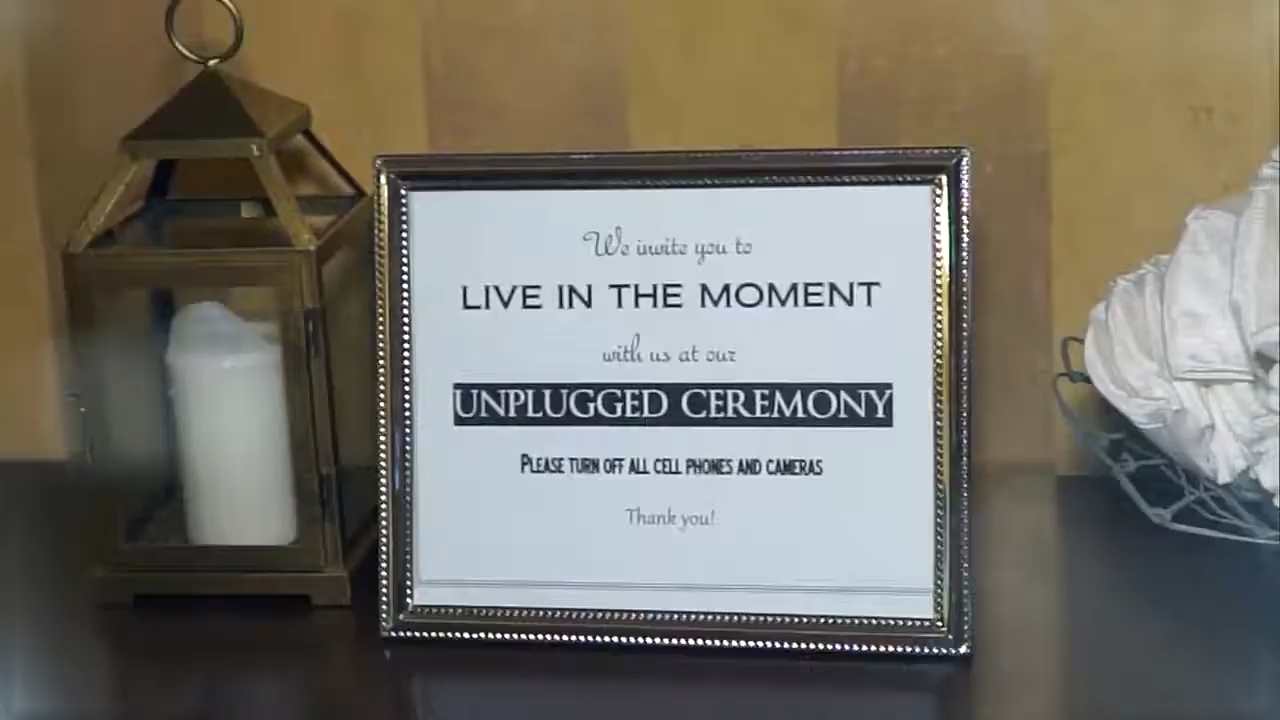 We invite you to
LIVE IN THE MOMENT
with us at our
UNPLUGGED CEREMONY
PLEASE TURN OFF ALL CELL PHONES AND CAMERAS
Thank you!